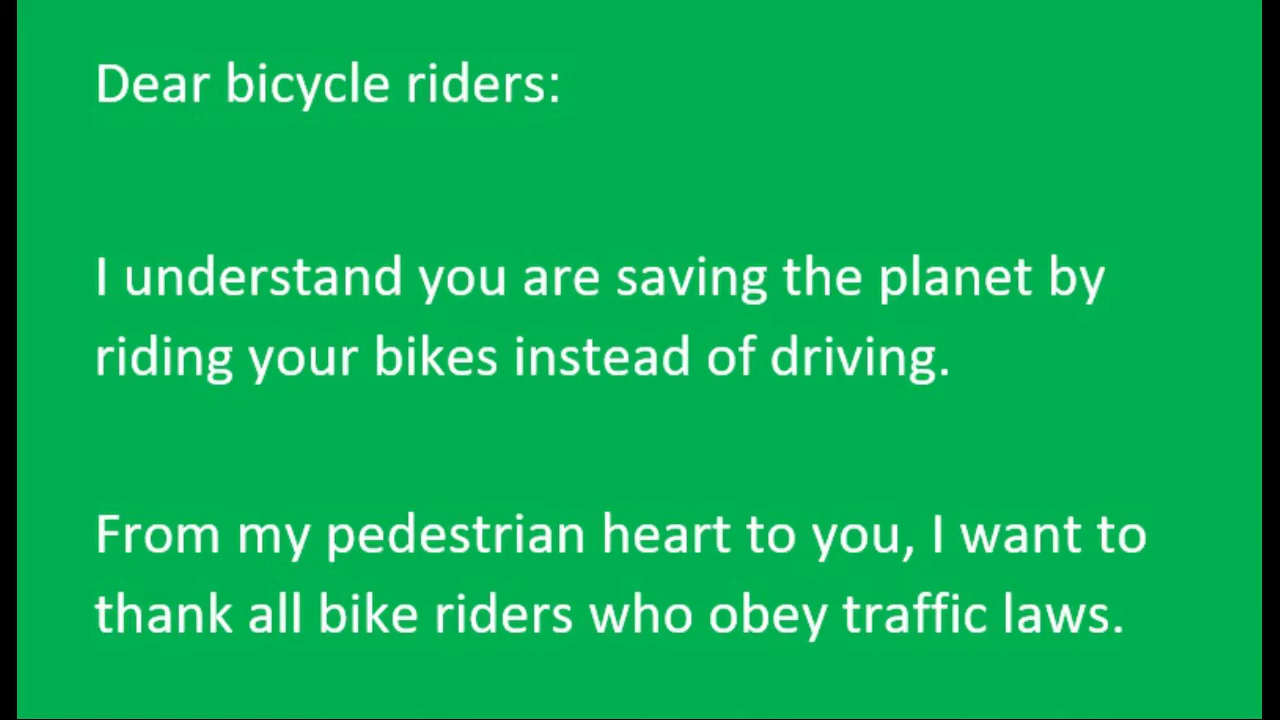 Dear bicycle riders:
I understand you are saving the planet by
riding your bikes instead of driving.
From my pedestrian heart to you, I want to
thank all bike riders who obey traffic laws.